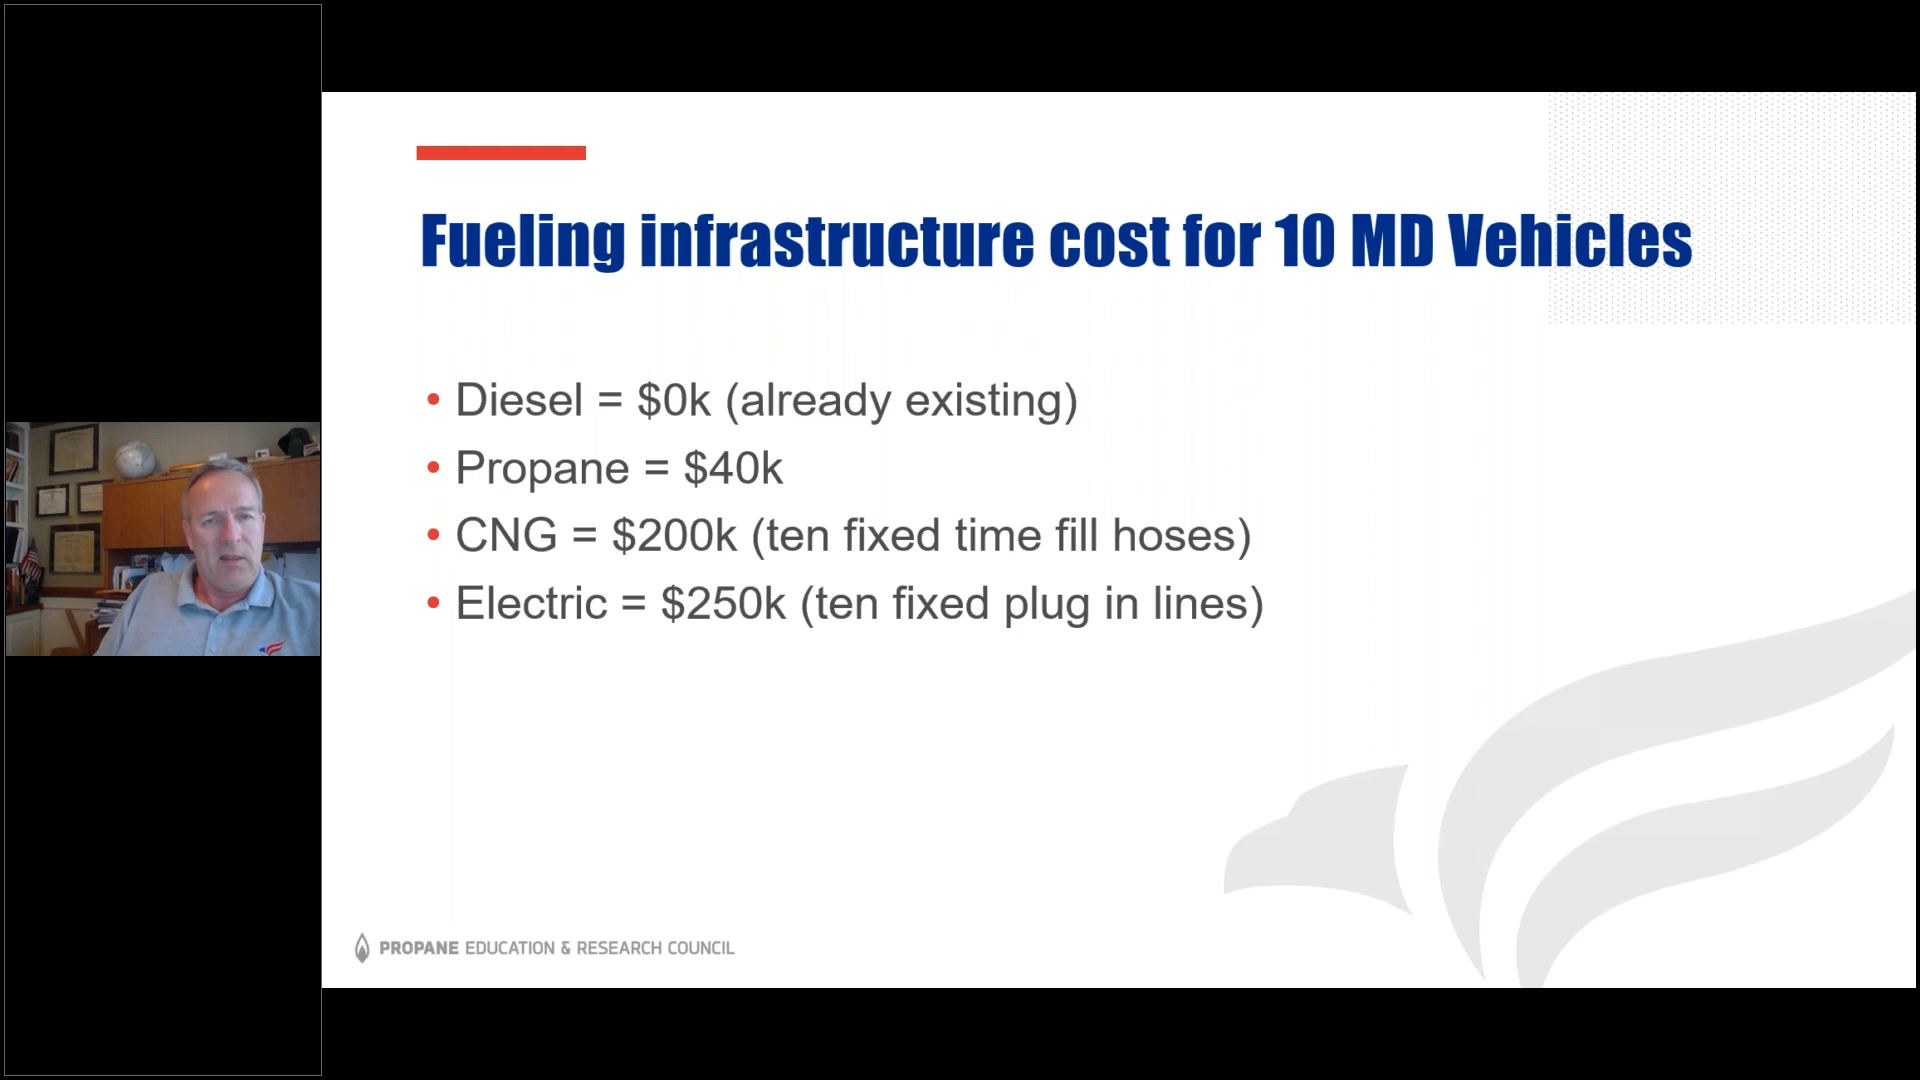 Fueling infrastructure cost for 10 MD Vehicles
• Diesel = $0k (already existing)
• Propane = $40k
• CNG = $200k (ten fixed time fill hoses)
• Electric = $250k (ten fixed plug in lines)
PROPANE EDUCATION & RESEARCH COUNCIL